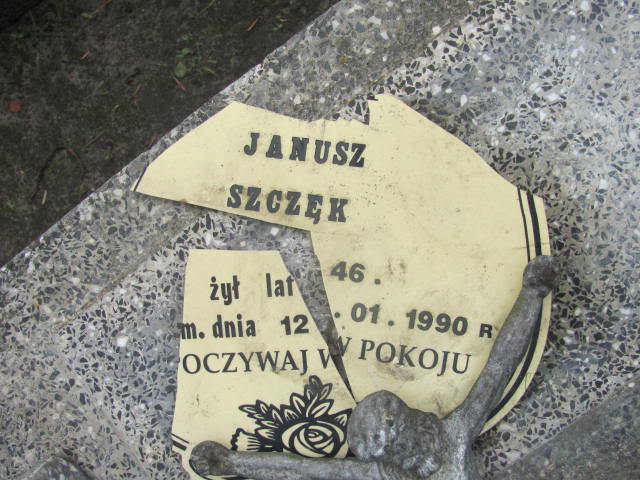 JANUSZ
SZCZĘK
żył lat 46.
m. dnia 12.01.1990 R
OCZYWAJ W POKOJU